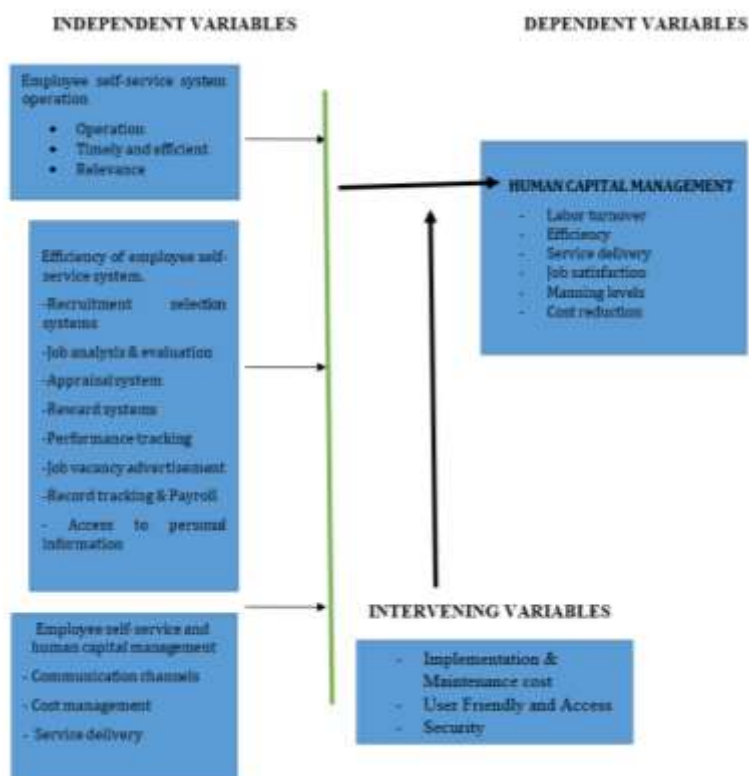 INDEPENDENT VARIABLES
Employee self-service system
operation
• Operation
• Timely and efficient
• Relevance
Efficiency of employee self-
service system.
-Recruitment selection
systems
-Job analysis & evaluation
-Appraisal system
-Reward systems
-Performance tracking
-Job vacancy advertisement
-Record tracking & Payroll
- Access to personal
information
Employee self-service and
human capital management
- Communication channels
- Cost management
- Service delivery
DEPENDENT VARIABLES
HUMAN CAPITAL MANAGEMENT
- Labor turnover
- Efficiency
- Service delivery
- Job satisfaction
- Manning levels
- Cost reduction
INTERVENING VARIABLES
- Implementation &
Maintenance cost
- User Friendly and Access
- Security